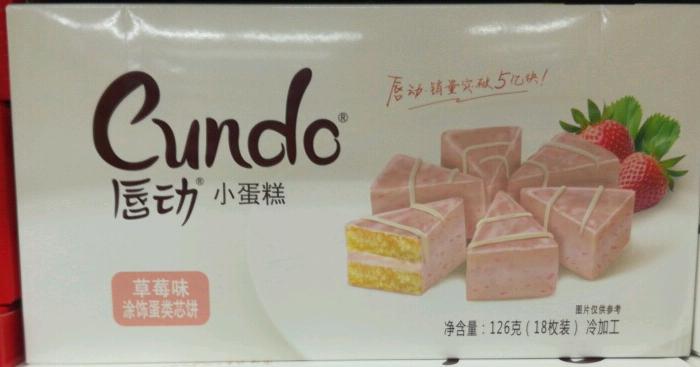 Cundo®
唇动® 小蛋糕
唇动·销量突破5亿块!
草莓味
涂饰蛋类芯饼
图片仅供参考
净含量：126克（18枚装） 冷加工